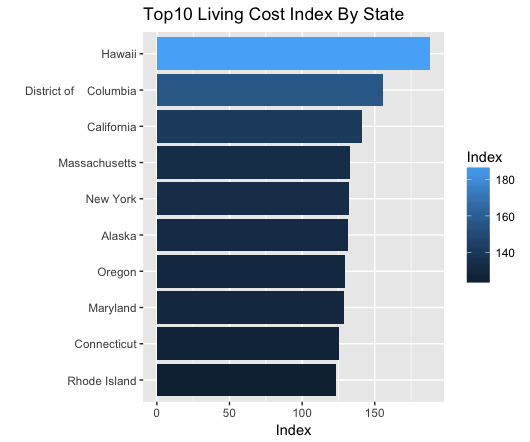 Top10 Living Cost Index By State
Hawaii
District of    Columbia
California
Massachusetts
New York
Alaska
Oregon
Maryland
Connecticut
Rhode Island
0 50 100 150
Index
Index
180
160
140